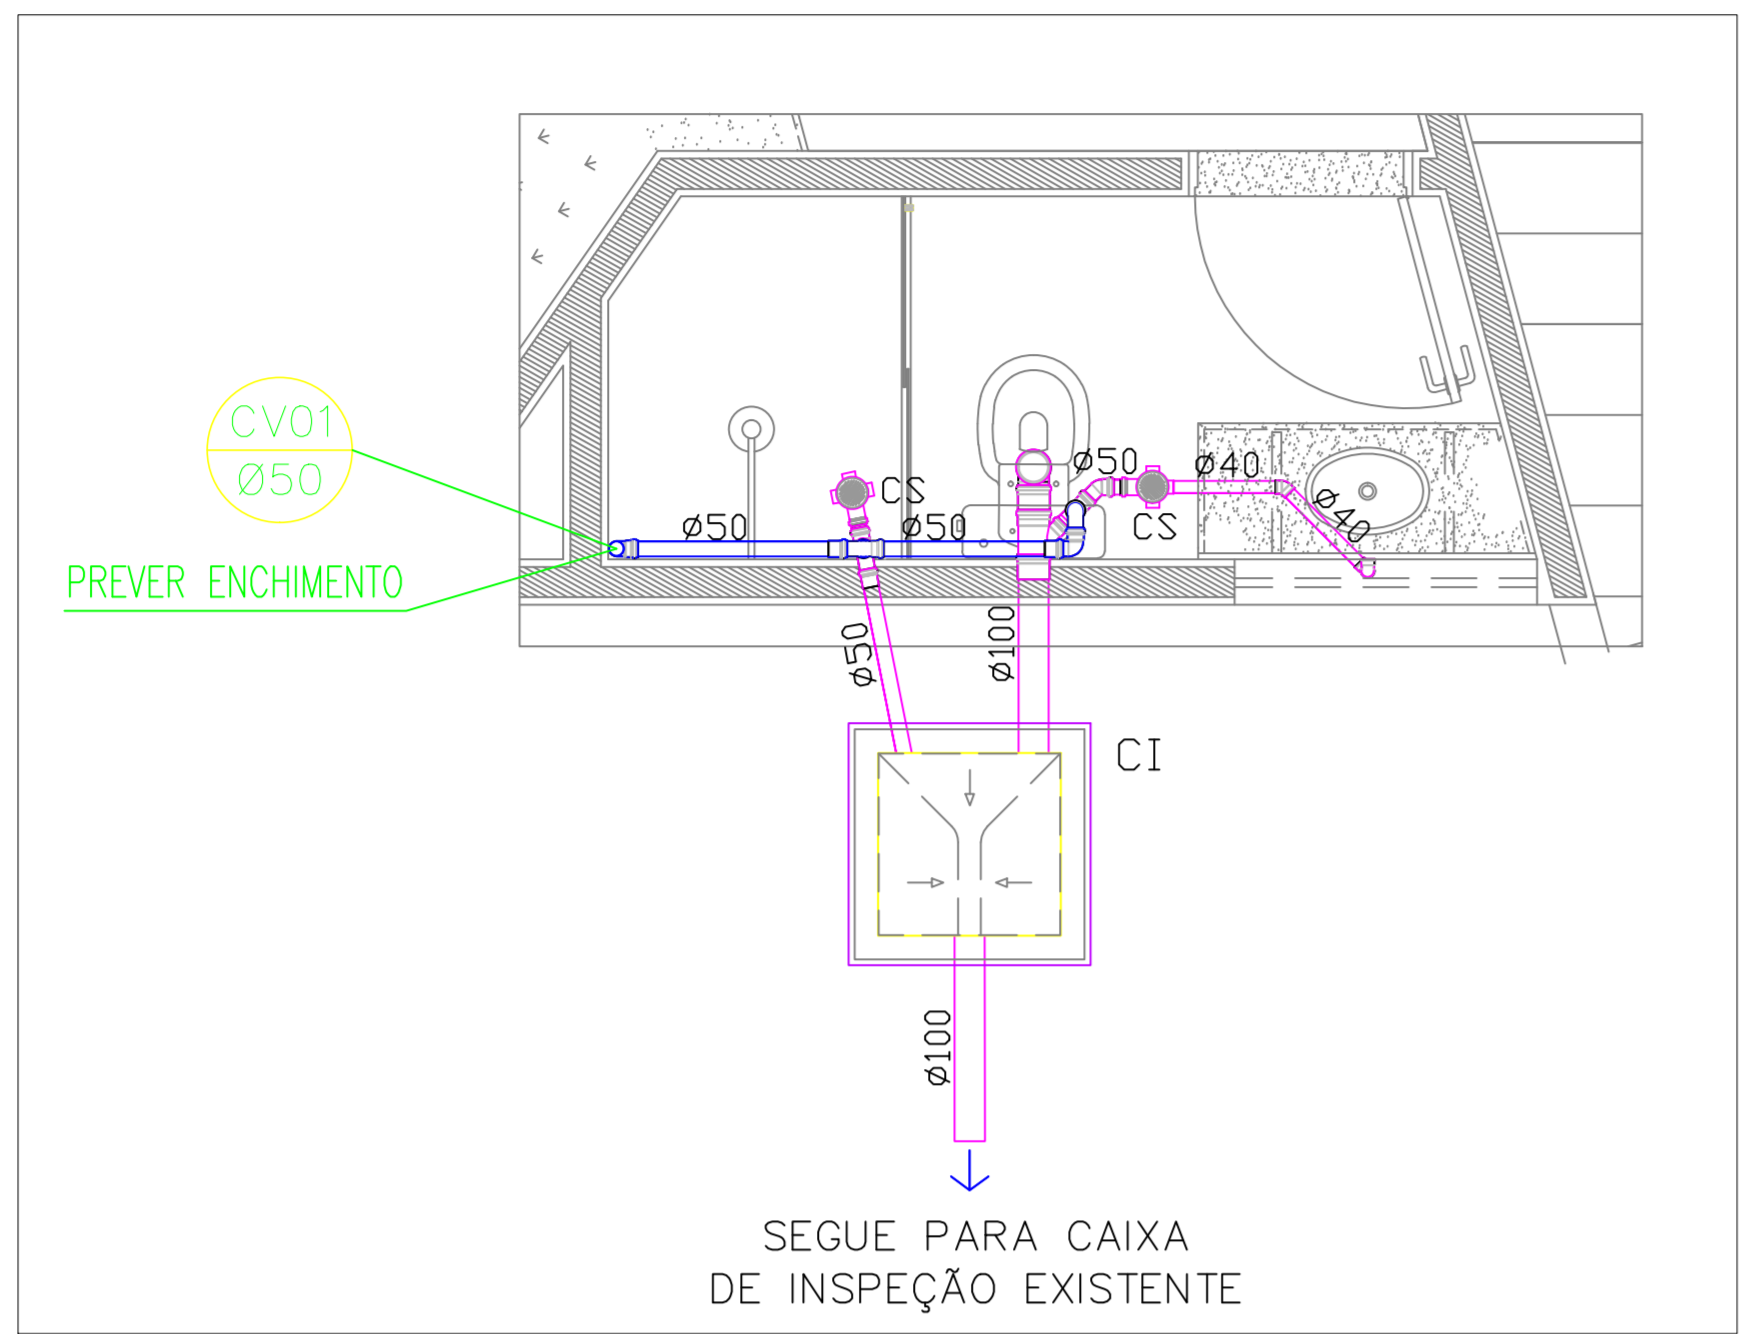 CV01
Ø50
PREVER ENCHIMENTO
Ø50
CS
Ø50
Ø50
CS
Ø40
Ø40
Ø50
Ø100
CI
Ø100
SEGUE PARA CAIXA
DE INSPEÇÃO EXISTENTE